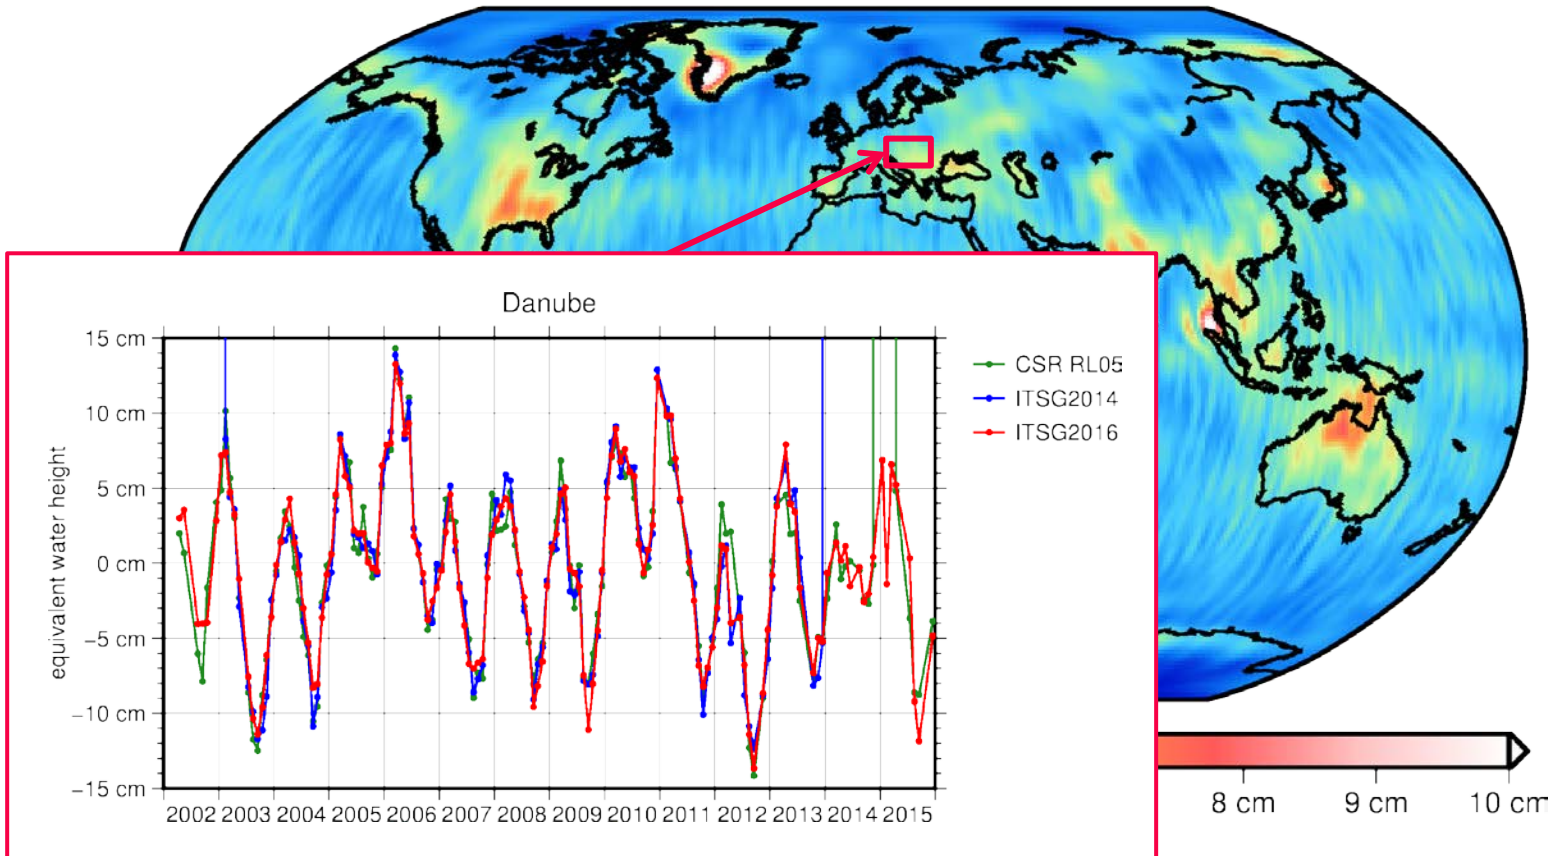 Danube
15 cm
10 cm
5 cm
0 cm
−5 cm
−10 cm
−15 cm
equivalent water height
2002 2003 2004 2005 2006 2007 2008 2009 2010 2011 2012 2013 2014 2015
CSR RL05
ITSG2014
ITSG2016
8 cm 9 cm 10 cm